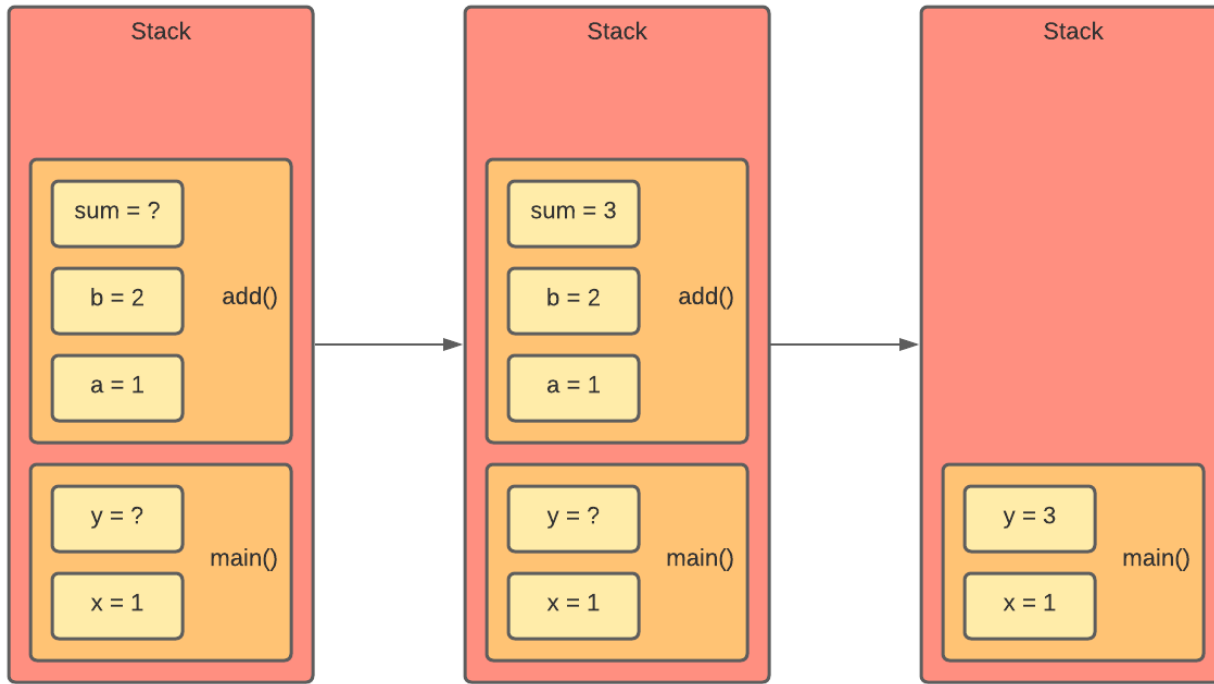 Stack
sum = ?
b = 2
add()
a = 1
y = ?
main()
x = 1
Stack
sum = 3
b = 2
add()
a = 1
y = ?
main()
x = 1
Stack
y = 3
main()
x = 1